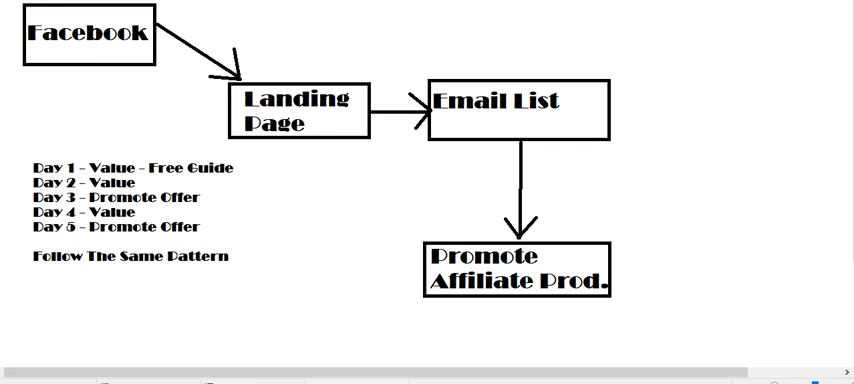 Facebook
Landing
Page
Email List
Day 1 - Value - Free Guide
Day 2 - Value
Day 3 - Promote Offer
Day 4 - Value
Day 5 - Promote Offer
Follow The Same Pattern
Promote
Affiliate Prod.